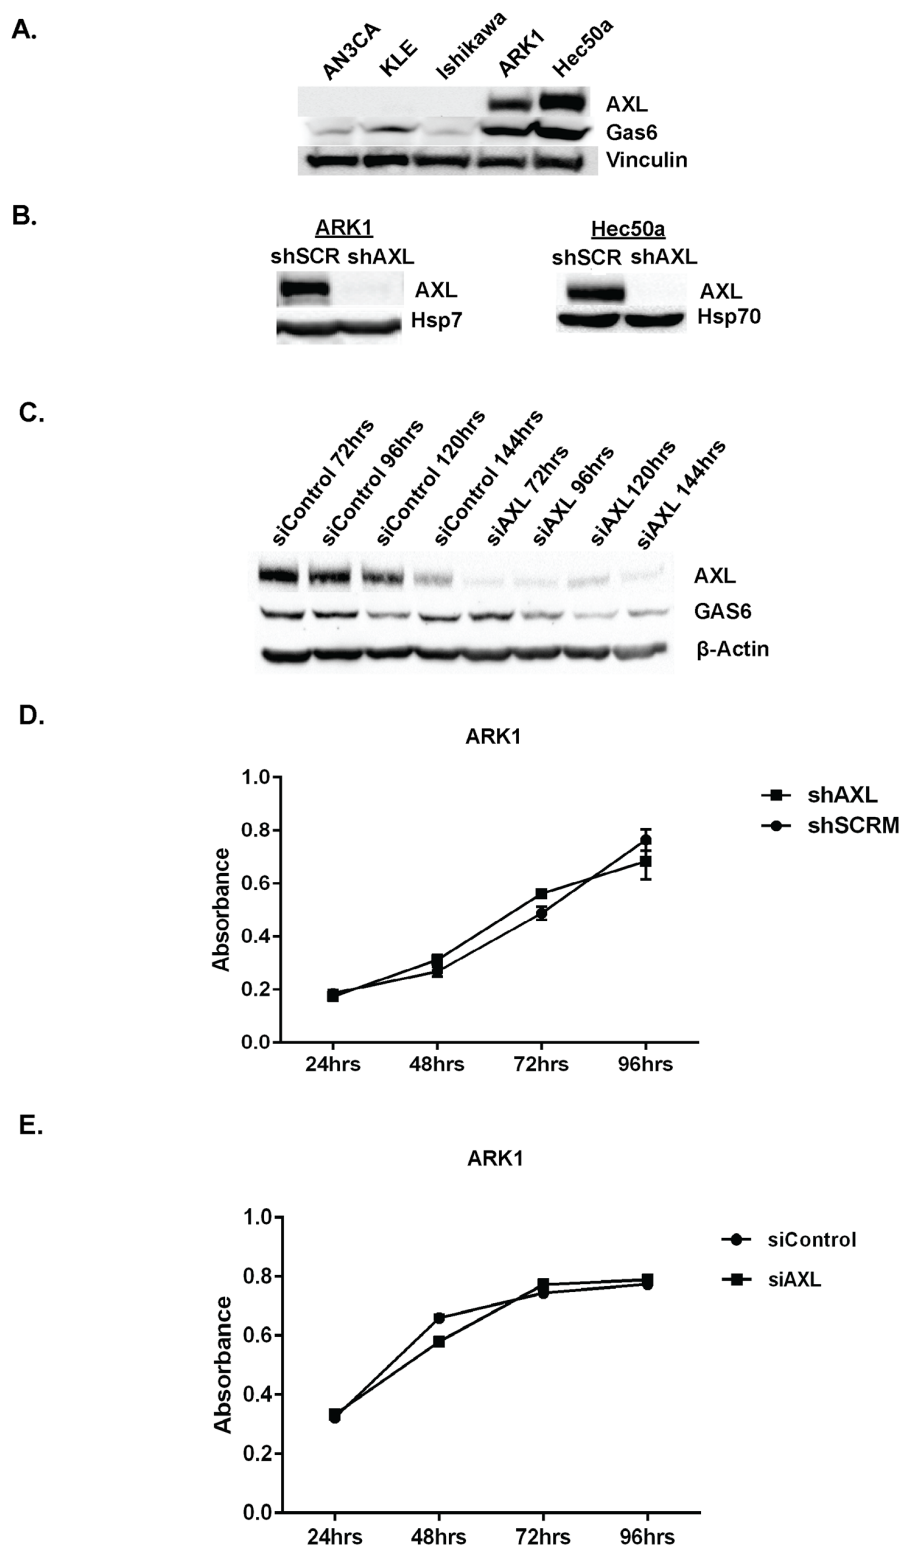 A.
AN3CA KLE Ishikawa ARK1 Hec50a
AXL
Gas6
Vinculin
B.
ARK1
shSCR shAXL
AXL
Hsp7
Hec50a
shSCR shAXL
AXL
Hsp70
C.
siControl 72hrs siControl 96hrs siControl 120hrs siControl 144hrs siAXL 72hrs siAXL 96hrs siAXL120hrs siAXL 144hrs
AXL
GAS6
β-Actin
D.
ARK1
1.0
0.8
0.6
0.4
0.2
0.0
Absorbance
24hrs 48hrs 72hrs 96hrs
shAXL
shSCRM
E.
ARK1
1.0
0.8
0.6
0.4
0.2
0.0
Absorbance
24hrs 48hrs 72hrs 96hrs
siControl
siAXL